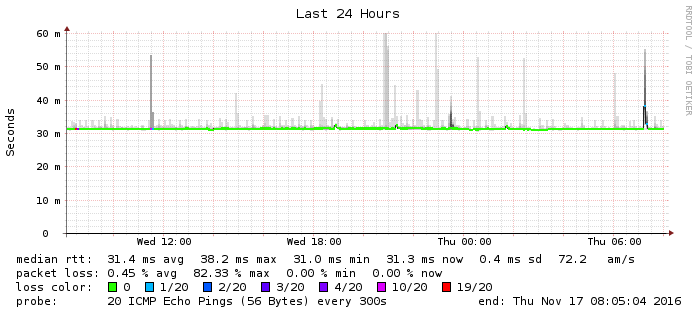 Last 24 Hours
RRDTOOL / TOBI OETIKER
Seconds
60 m
50 m
40 m
30 m
20 m
10 m
0
Wed 12:00 Wed 18:00 Thu 00:00 Thu 06:00
median rtt: 31.4 ms avg 38.2 ms max 31.0 ms min 31.3 ms now 0.4 ms sd 72.2 am/s
packet loss: 0.45 % avg 82.33 % max 0.00 % min 0.00 % now
loss color: 0 1/20 2/20 3/20 4/20 10/20 19/20
probe: 20 ICMP Echo Pings (56 Bytes) every 300s end: Thu Nov 17 08:05:04 2016